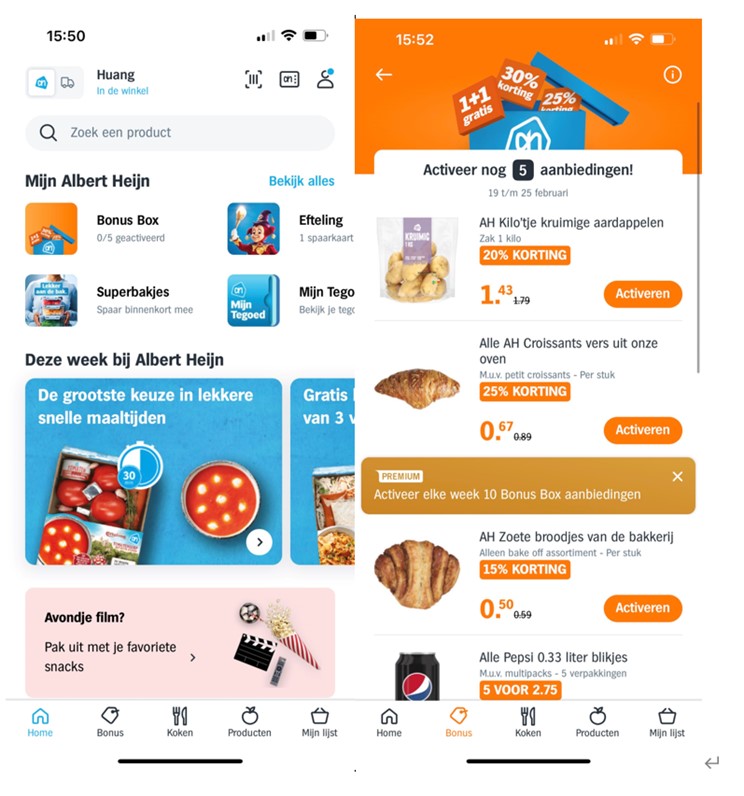 15:50
Huang
In de winkel
Zoek een product
Mijn Albert Heijn
Bekijk alles
Bonus Box
0/5 geactiveerd
Efteling
1 spaarkaart
Superbakjes
Spaar binnenkort mee
Mijn Tegoed
Mijn Tego
Bekijk je tego
Deze week bij Albert Heijn
De grootste keuze in lekkere
snelle maaltijden
30
Gratis
van 3 v
Avondje film?
Pak uit met je favoriete
snacks
Home
Bonus
Koken
Producten
Mijn lijst
15:52
1+1
gratis
30%
korting
25%
korting
Activeer nog 5 aanbiedingen!
19 t/m 25 februari
KRUIMIG
AH Kilo'tje kruimige aardappelen
Zak 1 kilo
20% KORTING
1.43
1.79
Activeren
Alle AH Croissants vers uit onze
oven
M.u.v. petit croissants - Per stuk
25% KORTING
0.67
0.89
Activeren
PREMIUM
Activeer elke week 10 Bonus Box aanbiedingen
AH Zoete broodjes van de bakkerij
Alleen bake off assortiment - Per stuk
15% KORTING
0.50
0.59
Activeren
Alle Pepsi 0.33 liter blikjes
M.u.v. multipacks - 5 verpakkingen
5 VOOR 2.75
Home
Bonus
Koken
Producten
Mijn lijst